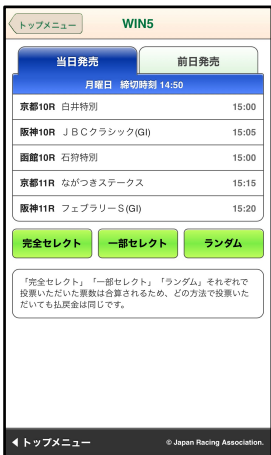 トップメニュー
WIN5
当日発売
前日発売
月曜日 締切時刻 14:50
京都10R 白井特別 15:00
阪神10R ＪＢＣクラシック(GI) 15:05
函館10R 石狩特別 15:00
京都11R ながつきステークス 15:15
阪神11R フェブラリーＳ(GI) 15:20
完全セレクト
一部セレクト
ランダム
「完全セレクト」「一部セレクト」「ランダム」それぞれで
投票いただいた票数は合算されるため、どの方法で投票いた
だいても払戻金は同じです。
トップメニュー
© Japan Racing Association.